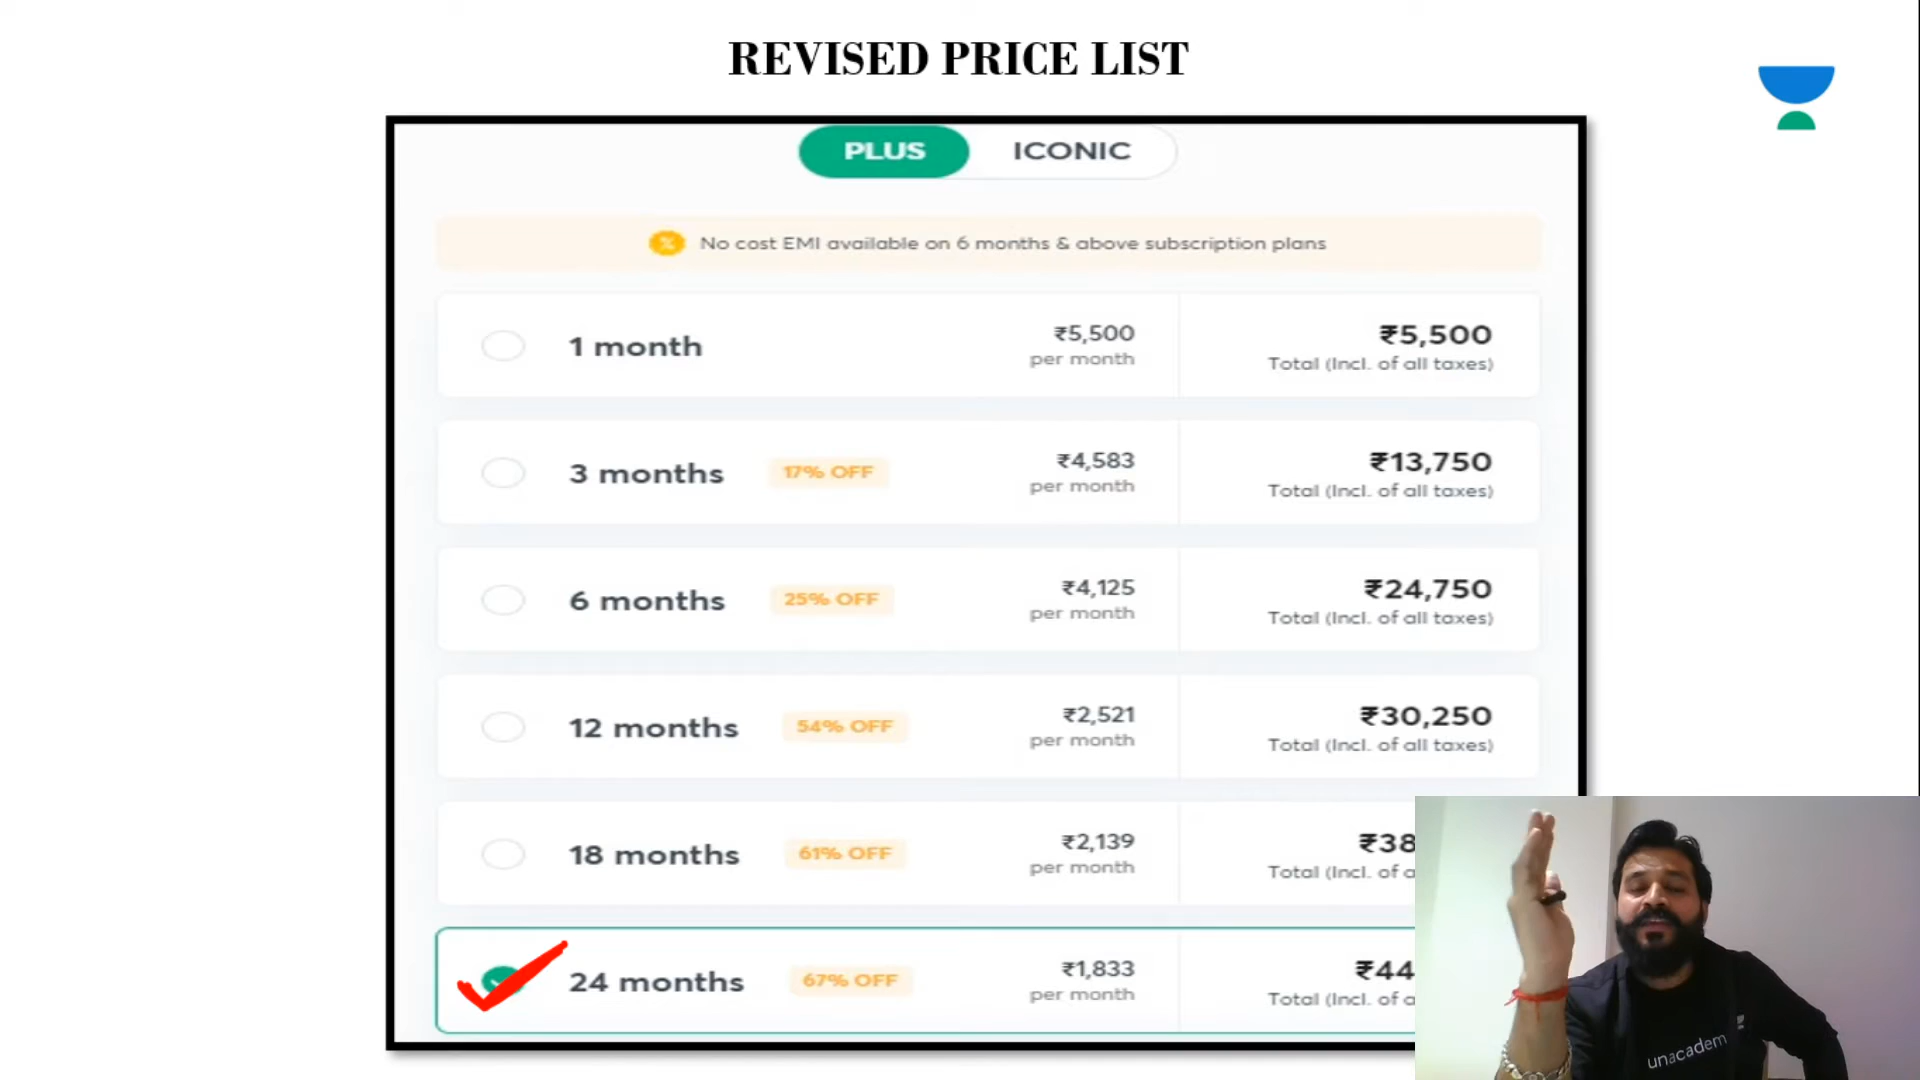 REVISED PRICE LIST
PLUS ICONIC
% No cost EMI available on 6 months & above subscription plans
1 month ₹5,500 per month ₹5,500 Total (Incl. of all taxes)
3 months 17% OFF ₹4,583 per month ₹13,750 Total (Incl. of all taxes)
6 months 25% OFF ₹4,125 per month ₹24,750 Total (Incl. of all taxes)
12 months 54% OFF ₹2,521 per month ₹30,250 Total (Incl. of all taxes)
18 months 61% OFF ₹2,139 per month ₹38 Total (Incl. of a
24 months 67% OFF ₹1,833 per month ₹44 Total (Incl. of a
unacadem